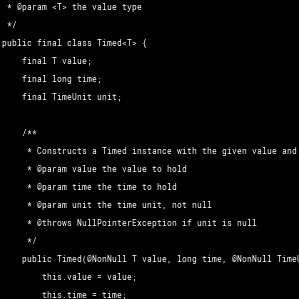 * @param <T> the value type
*/
public final class Timed<T> {
final T value;
final long time;
final TimeUnit unit;
/**
* Constructs a Timed instance with the given value and
* @param value the value to hold
* @param time the time to hold
* @param unit the time unit, not null
* @throws NullPointerException if unit is null
*/
public Timed(@NonNull T value, long time, @NonNull TimeU
this.value = value;
this.time = time;